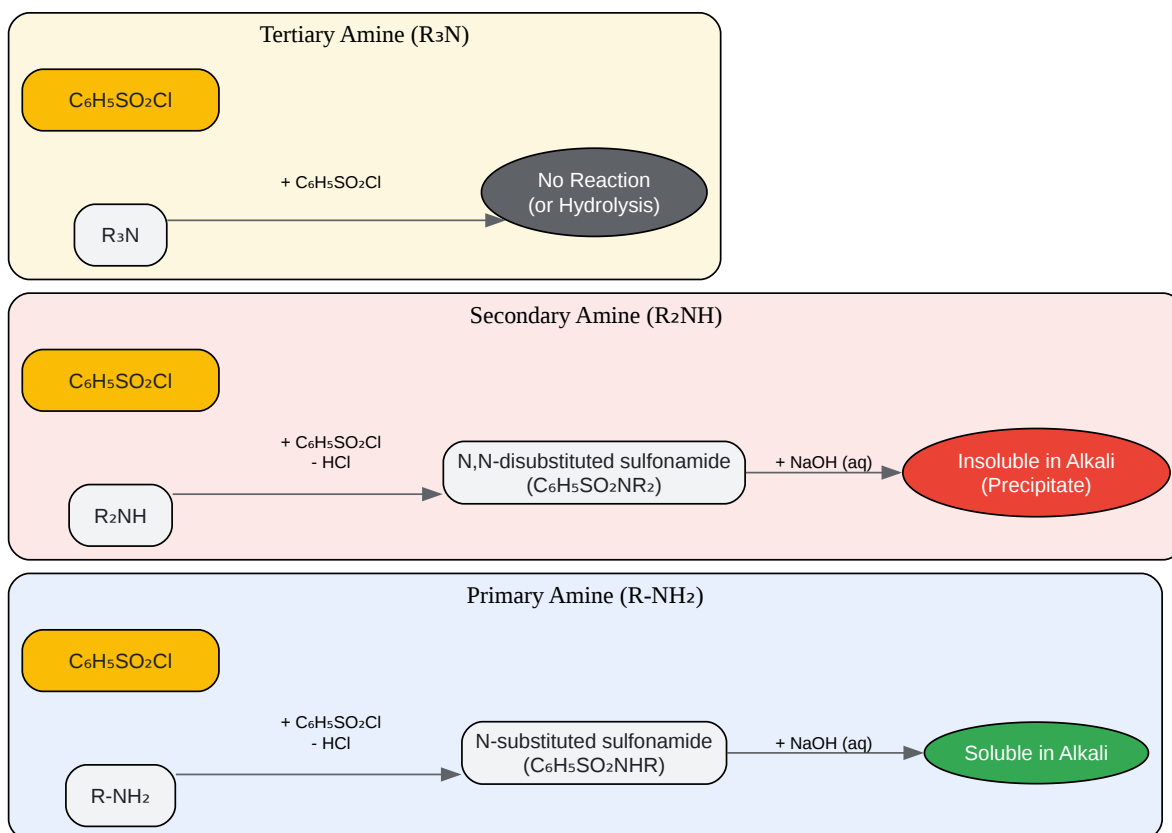 Tertiary Amine (R₃N)
C₆H₅SO₂Cl
+ C₆H₅SO₂Cl
No Reaction
(or Hydrolysis)
R₃N
Secondary Amine (R₂NH)
C₆H₅SO₂Cl
+ C₆H₅SO₂Cl
- HCl
N,N-disubstituted sulfonamide
(C₆H₅SO₂NR₂)
+ NaOH (aq)
Insoluble in Alkali
(Precipitate)
R₂NH
Primary Amine (R-NH₂)
C₆H₅SO₂Cl
+ C₆H₅SO₂Cl
- HCl
N-substituted sulfonamide
(C₆H₅SO₂NHR)
+ NaOH (aq)
Soluble in Alkali
R-NH₂